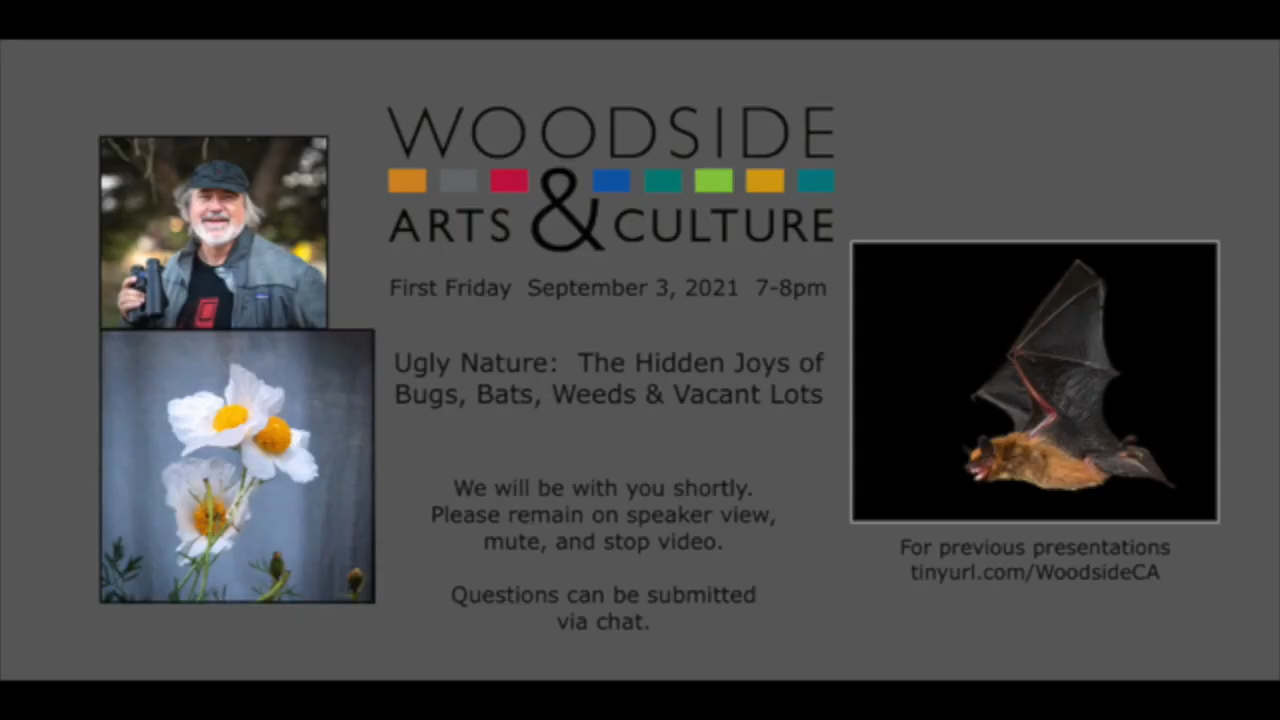 WOODSIDE
ARTS & CULTURE
First Friday September 3, 2021 7-8pm
Ugly Nature: The Hidden Joys of
Bugs, Bats, Weeds & Vacant Lots
We will be with you shortly.
Please remain on speaker view,
mute, and stop video.
Questions can be submitted
via chat.
For previous presentations
tinyurl.com/WoodsideCA